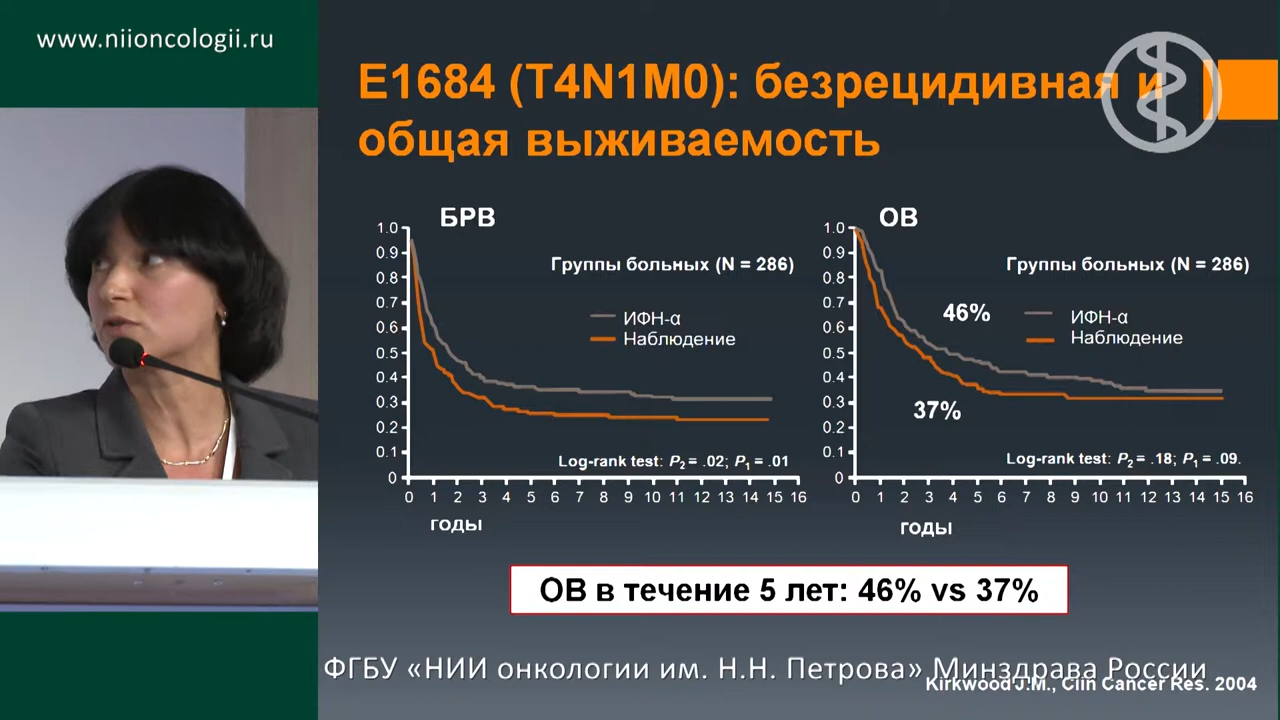 www.niioncologii.ru
E1684 (T4N1M0): безрецидивная и
общая выживаемость
БРВ
Группы больных (N = 286)
ИФН-α
Наблюдение
1.0
0.9
0.8
0.7
0.6
0.5
0.4
0.3
0.2
0.1
0
Log-rank test: P2 = .02; P1 = .01
0 1 2 3 4 5 6 7 8 9 10 11 12 13 14 15 16
годы
ОВ
Группы больных (N = 286)
46%
ИФН-α
Наблюдение
37%
1.0
0.9
0.8
0.7
0.6
0.5
0.4
0.3
0.2
0.1
0
Log-rank test: P2 = .18; P1 = .09.
0 1 2 3 4 5 6 7 8 9 10 11 12 13 14 15 16
годы
ОВ в течение 5 лет: 46% vs 37%
ФГБУ «НИИ онкологии им. Н.Н. Петрова» Минздрава России
Kirkwood J.M., Clin Cancer Res. 2004